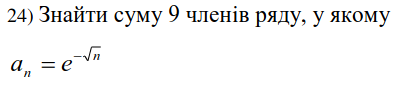 24) Знайти суму 9 членів ряду, у якому
aₙ = e^(-√n)